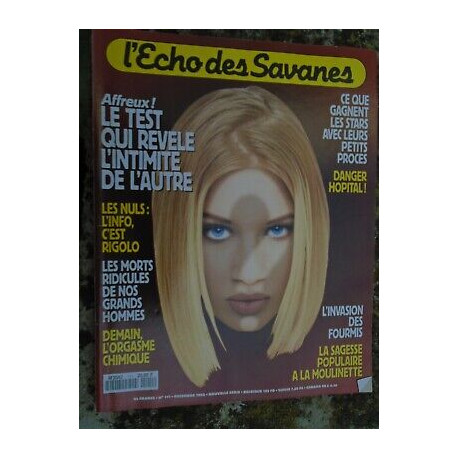 l'Echo des Savanes
Affreux !
LE TEST
QUI REVELE
L'INTIMITE
DE L'AUTRE
LES NULS :
L'INFO,
C'EST
RIGOLO
LES MORTS
RIDICULES
DE NOS
GRANDS
HOMMES
DEMAIN,
L'ORGASME
CHIMIQUE
CE QUE
GAGNENT
LES STARS
AVEC LEURS
PETITS
PROCES
DANGER
HOPITAL !
L'INVASION
DES
FOURMIS
LA SAGESSE
POPULAIRE
A LA MOULINETTE